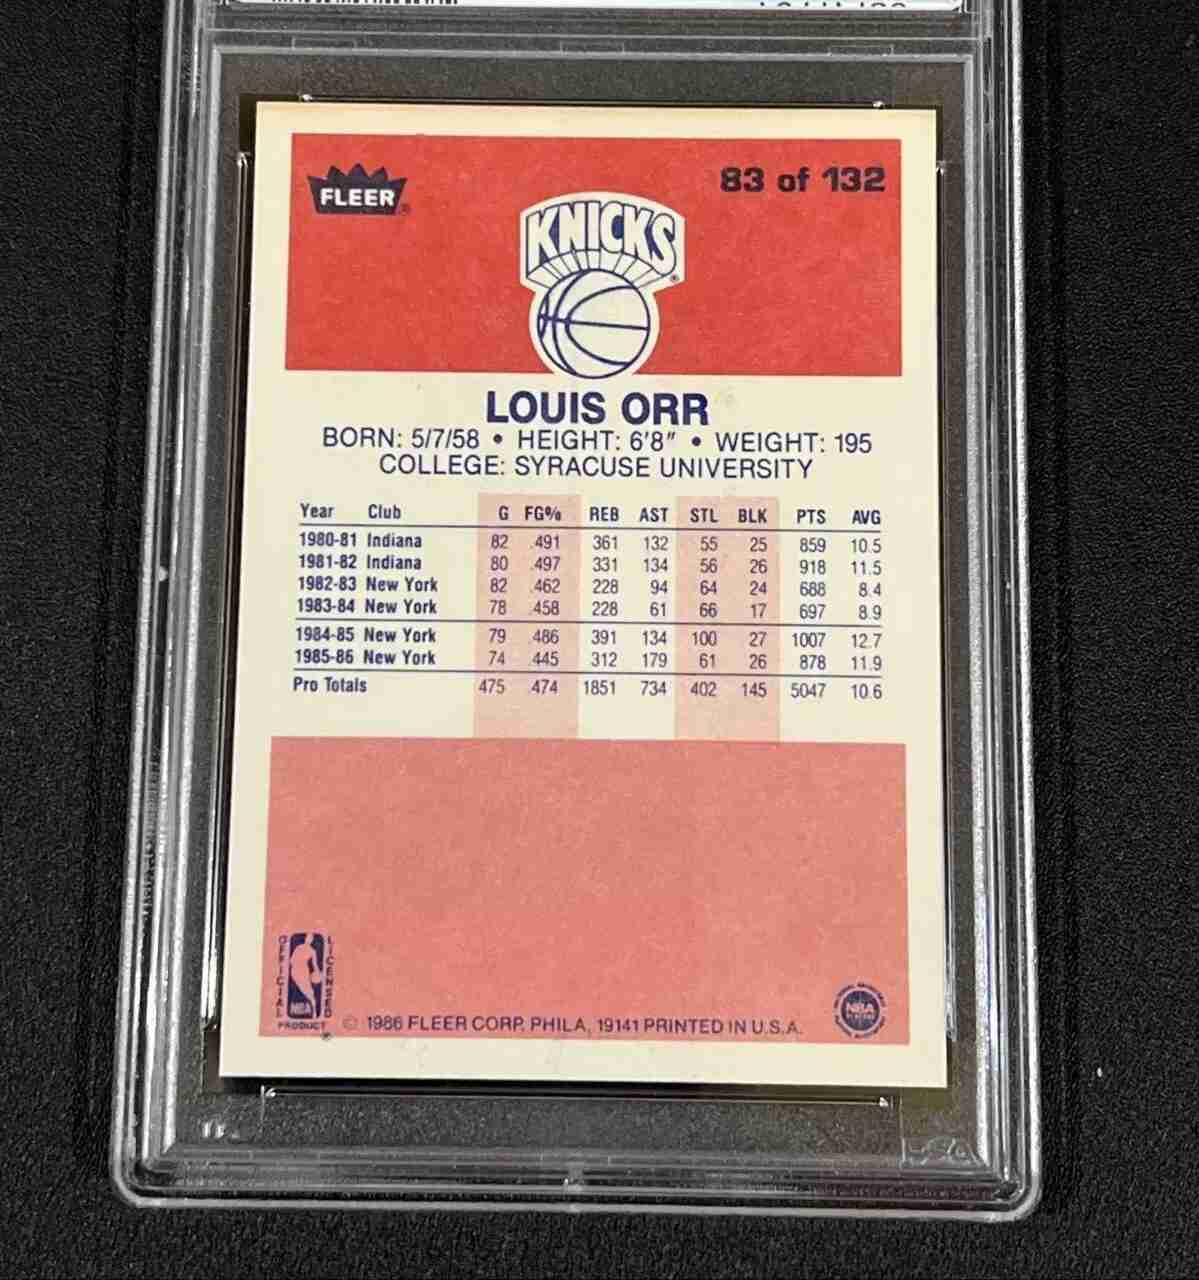 FLEER®
83 of 132
KNICKS®
LOUIS ORR
BORN: 5/7/58 • HEIGHT: 6'8" • WEIGHT: 195
COLLEGE: SYRACUSE UNIVERSITY
Year Club G FG% REB AST STL BLK PTS AVG
1980-81 Indiana 82 .491 361 132 55 25 859 10.5
1981-82 Indiana 80 .497 331 134 56 26 918 11.5
1982-83 New York 82 .462 228 94 64 24 688 8.4
1983-84 New York 78 .458 228 61 66 17 697 8.9
1984-85 New York 79 .486 391 134 100 27 1007 12.7
1985-86 New York 74 .445 312 179 61 26 878 11.9
Pro Totals 475 .474 1851 734 402 145 5047 10.6
OFFICIAL
NBA
LICENSED
PRODUCT
®
© 1986 FLEER CORP. PHILA, 19141 PRINTED IN U.S.A.
NBA
PLAYERS